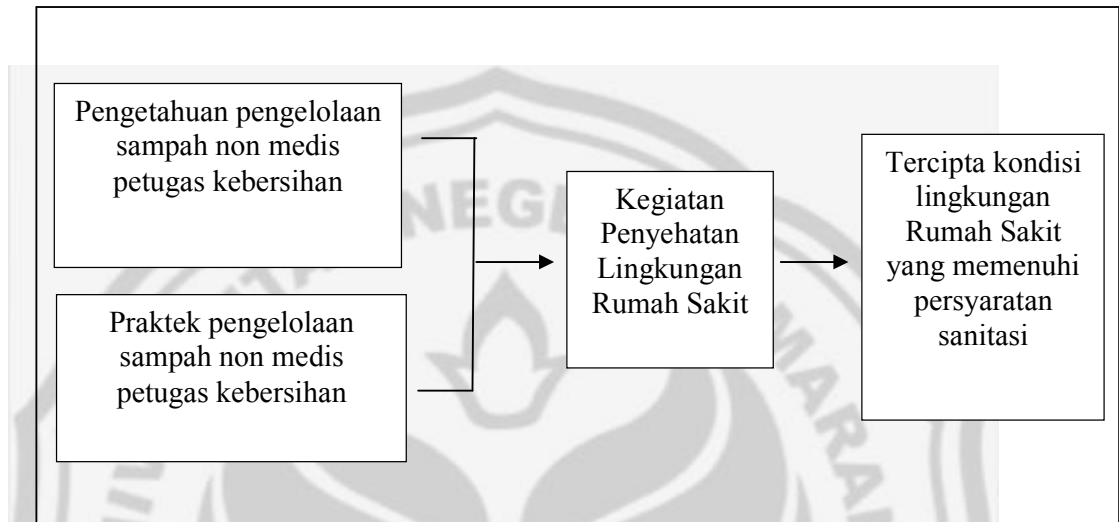 Pengetahuan pengelolaan
sampah non medis
petugas kebersihan
Praktek pengelolaan
sampah non medis
petugas kebersihan
Kegiatan
Penyehatan
Lingkungan
Rumah Sakit
Tercipta kondisi
lingkungan
Rumah Sakit
yang memenuhi
persyaratan
sanitasi